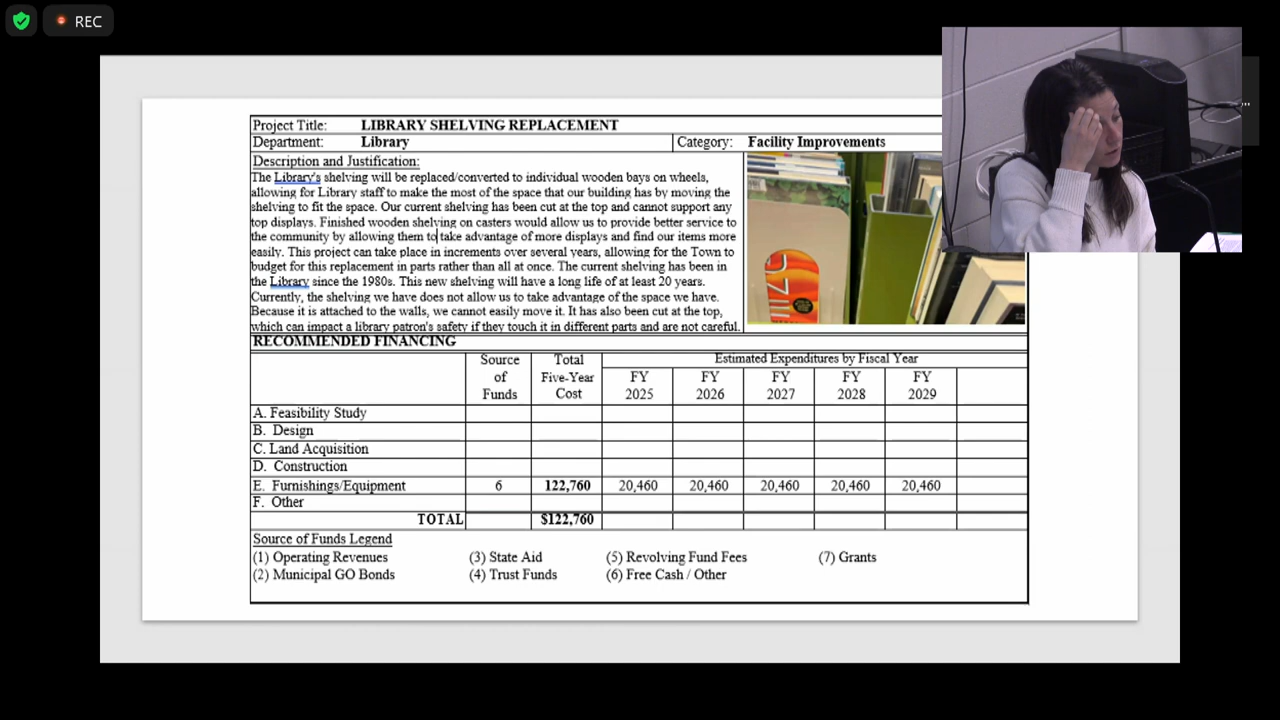 REC
Project Title: LIBRARY SHELVING REPLACEMENT
Department: Library Category: Facility Improvements
Description and Justification:
The Library's shelving will be replaced/converted to individual wooden bays on wheels,
allowing for Library staff to make the most of the space that our building has by moving the
shelving to fit the space. Our current shelving has been cut at the top and cannot support any
top displays. Finished wooden shelving on casters would allow us to provide better service to
the community by allowing them to take advantage of more displays and find our items more
easily. This project can take place in increments over several years, allowing for the Town to
budget for this replacement in parts rather than all at once. The current shelving has been in
the Library since the 1980s. This new shelving will have a long life of at least 20 years.
Currently, the shelving we have does not allow us to take advantage of the space we have.
Because it is attached to the walls, we cannot easily move it. It has also been cut at the top,
which can impact a library patron's safety if they touch it in different parts and are not careful.
RECOMMENDED FINANCING
Source of Funds Total Five-Year Cost Estimated Expenditures by Fiscal Year
FY 2025 FY 2026 FY 2027 FY 2028 FY 2029
A. Feasibility Study
B. Design
C. Land Acquisition
D. Construction
E. Furnishings/Equipment 6 122,760 20,460 20,460 20,460 20,460 20,460
F. Other
TOTAL $122,760
Source of Funds Legend
(1) Operating Revenues (3) State Aid (5) Revolving Fund Fees (7) Grants
(2) Municipal GO Bonds (4) Trust Funds (6) Free Cash / Other